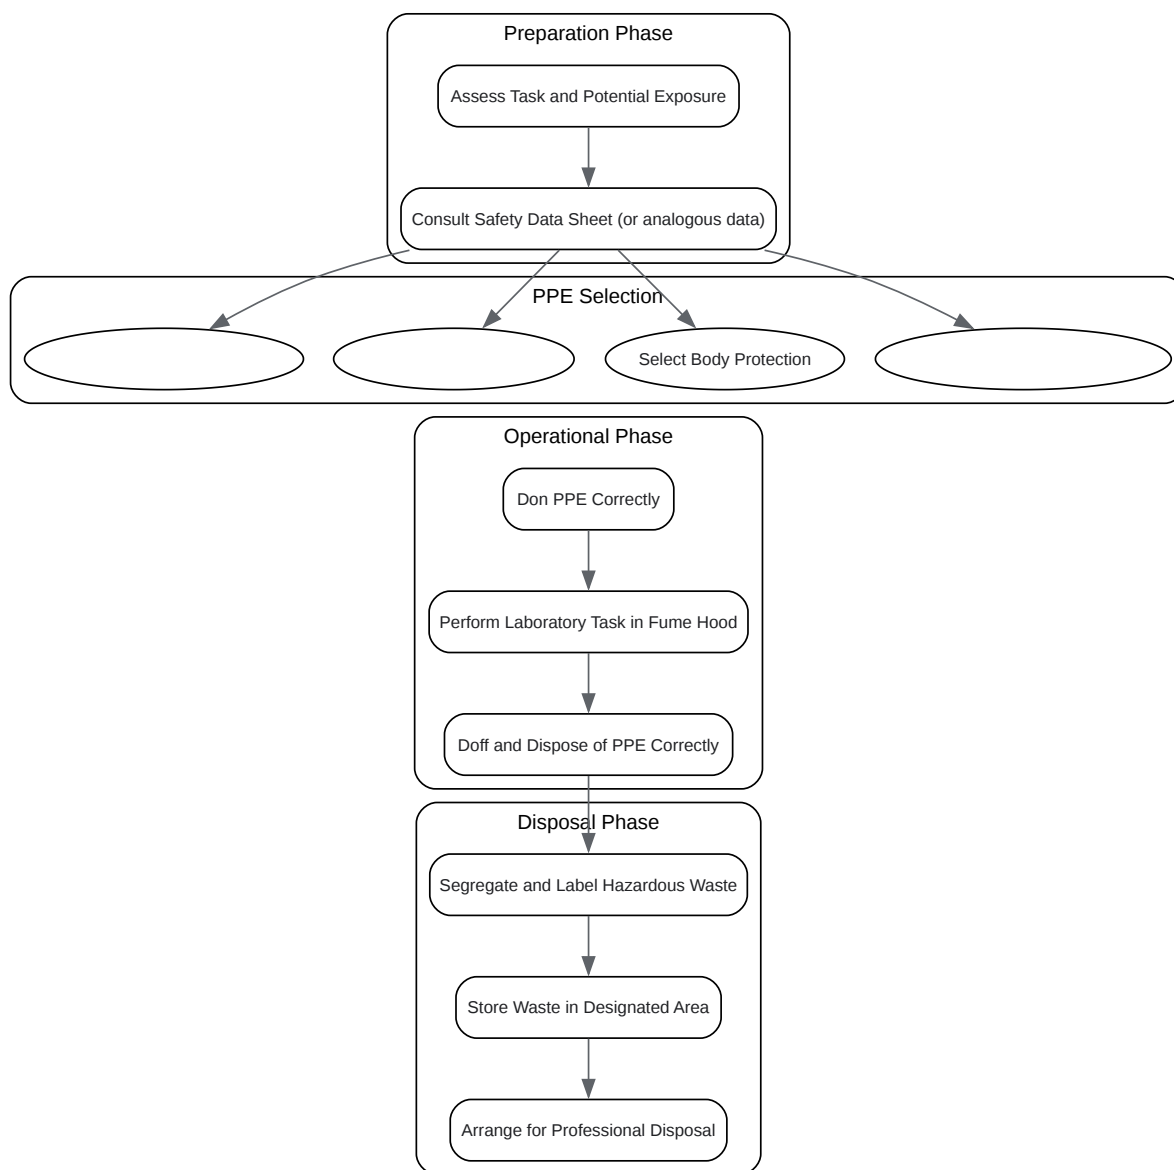 Preparation Phase
Assess Task and Potential Exposure
Consult Safety Data Sheet (or analogous data)
PPE Selection
Select Body Protection
Operational Phase
Don PPE Correctly
Perform Laboratory Task in Fume Hood
Doff and Dispose of PPE Correctly
Disposal Phase
Segregate and Label Hazardous Waste
Store Waste in Designated Area
Arrange for Professional Disposal